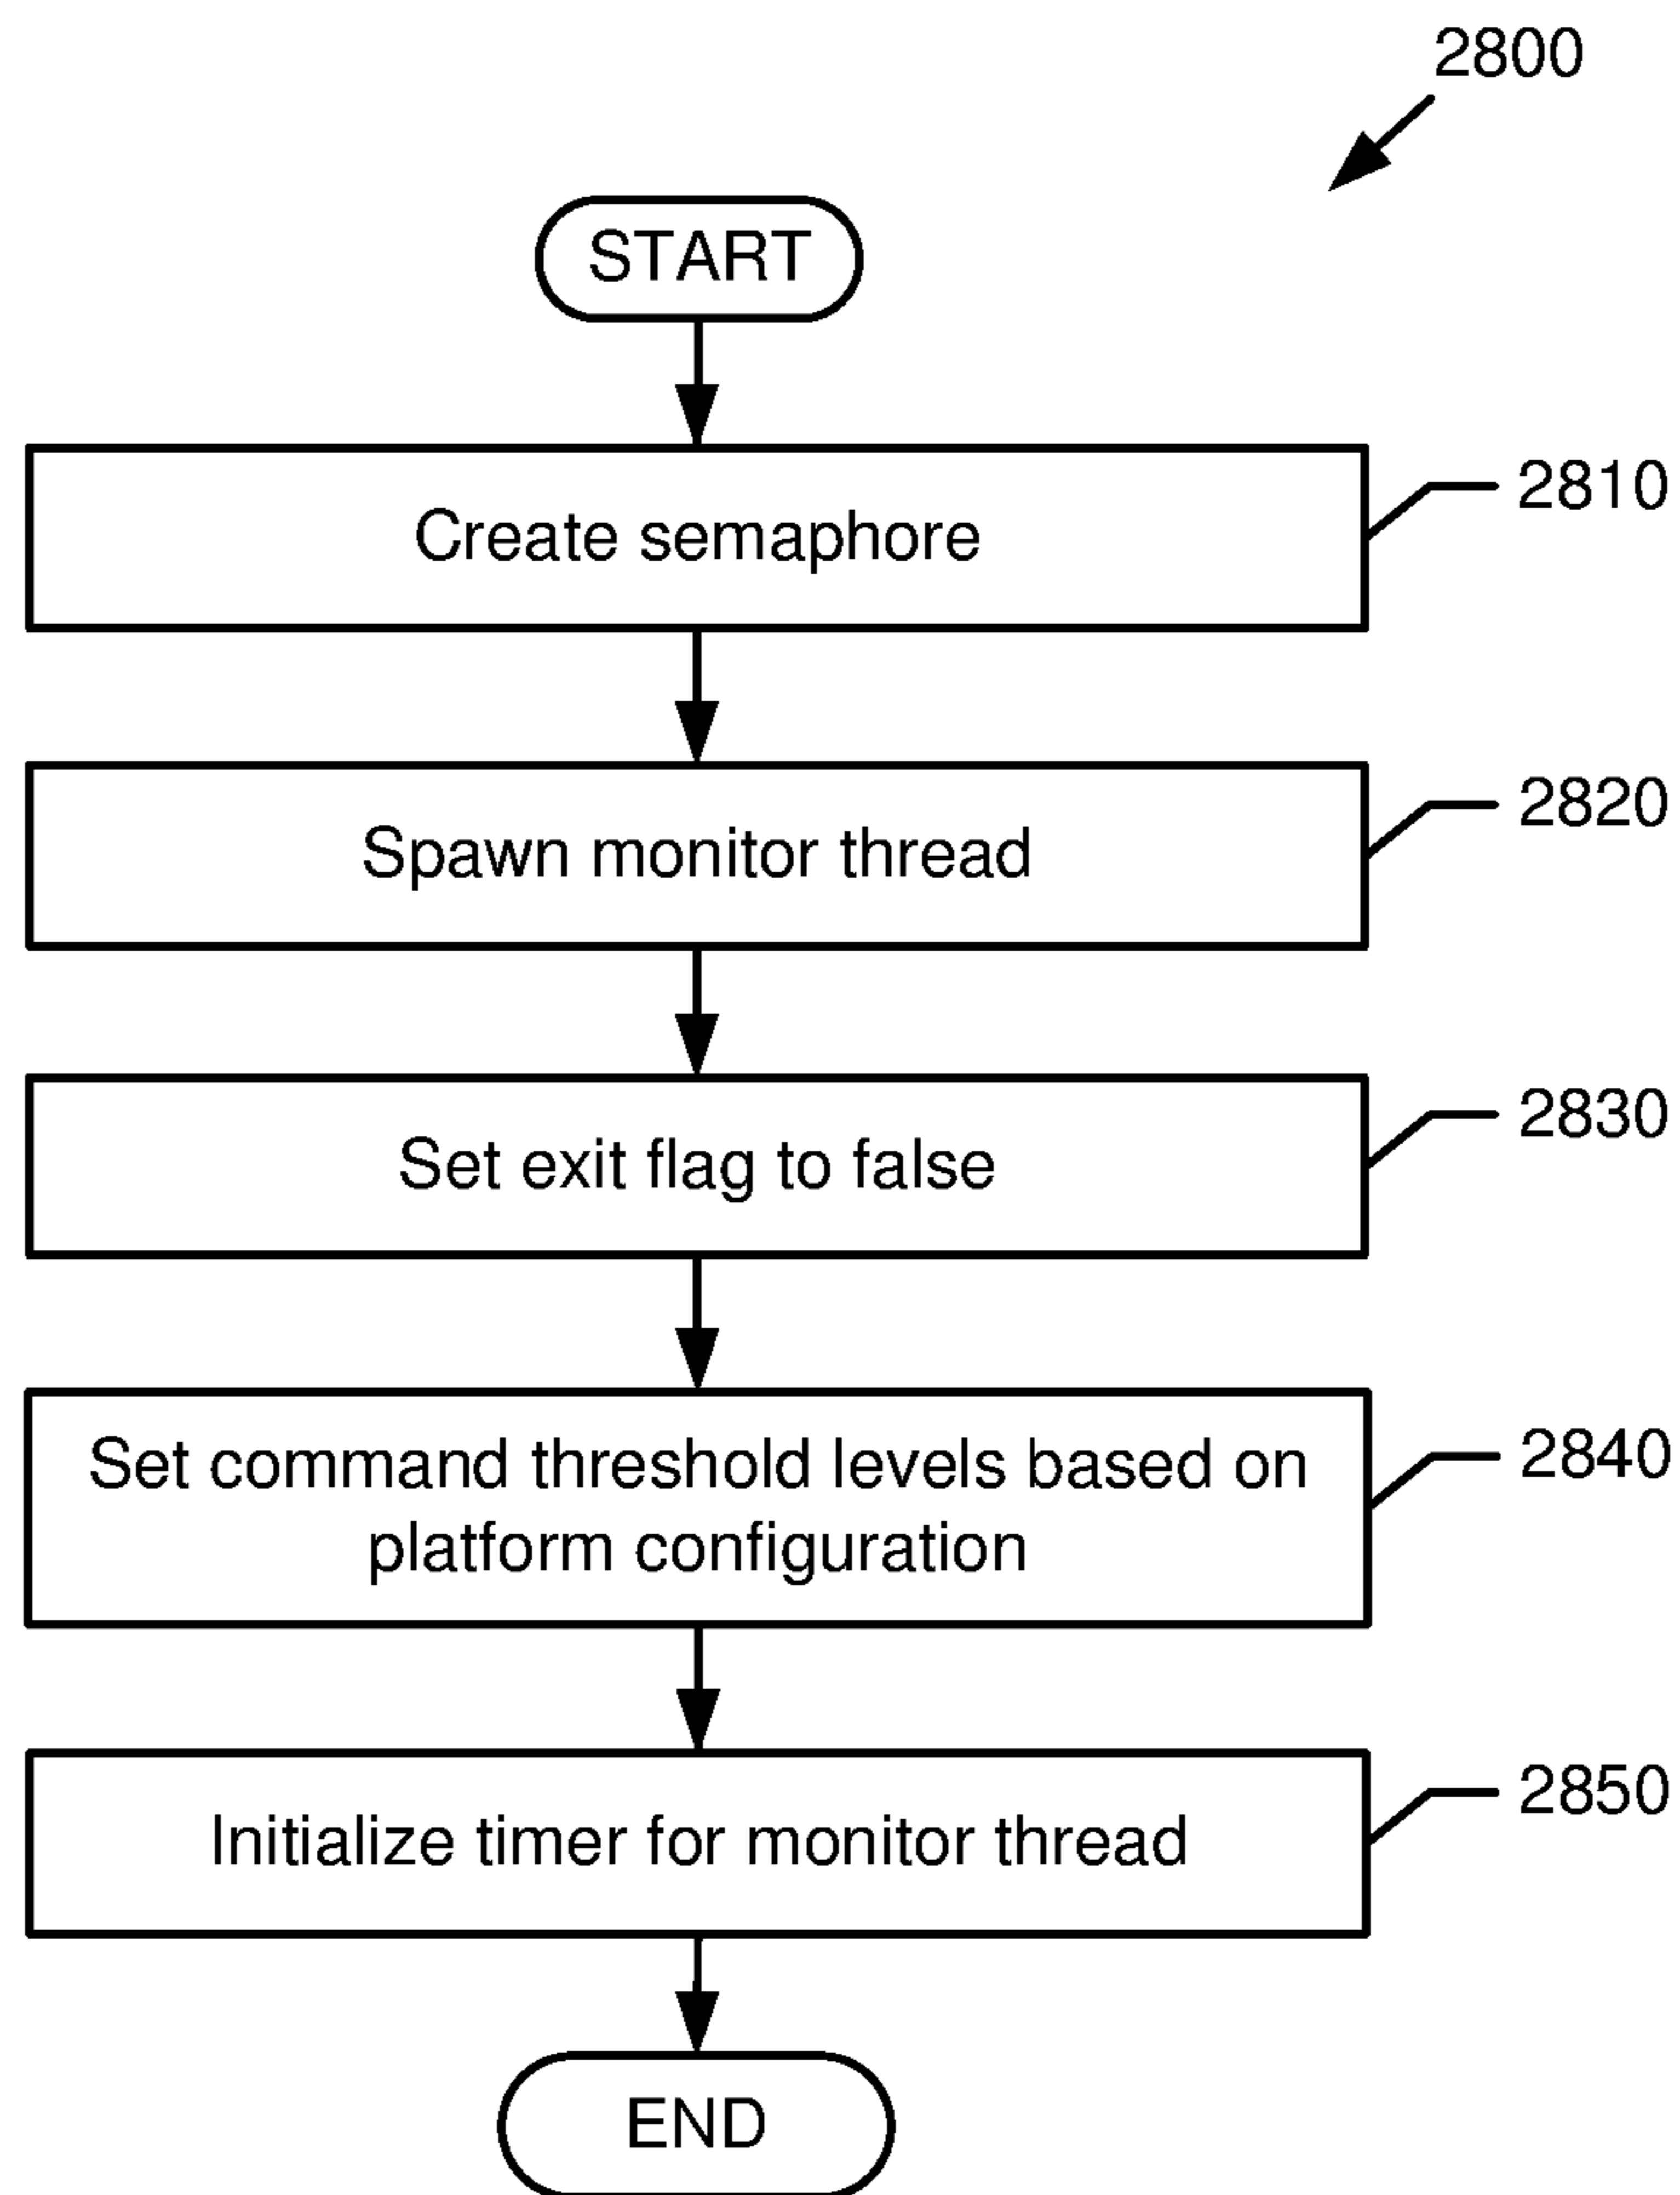 2800
START
Create semaphore
2810
Spawn monitor thread
2820
Set exit flag to false
2830
Set command threshold levels based on
platform configuration
2840
Initialize timer for monitor thread
2850
END